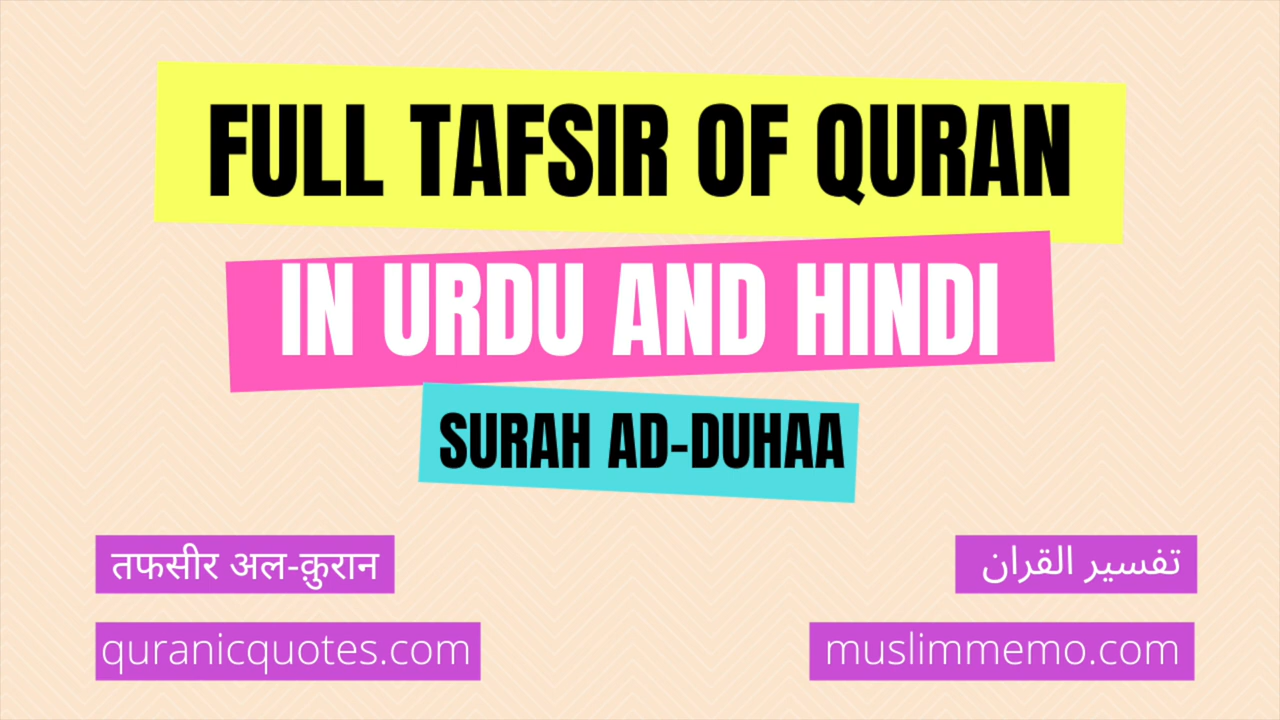 FULL TAFSIR OF QURAN
IN URDU AND HINDI
SURAH AD-DUHAA
तफसीर अल-क़ुरान
تفسير القران
quranicquotes.com
muslimmemo.com